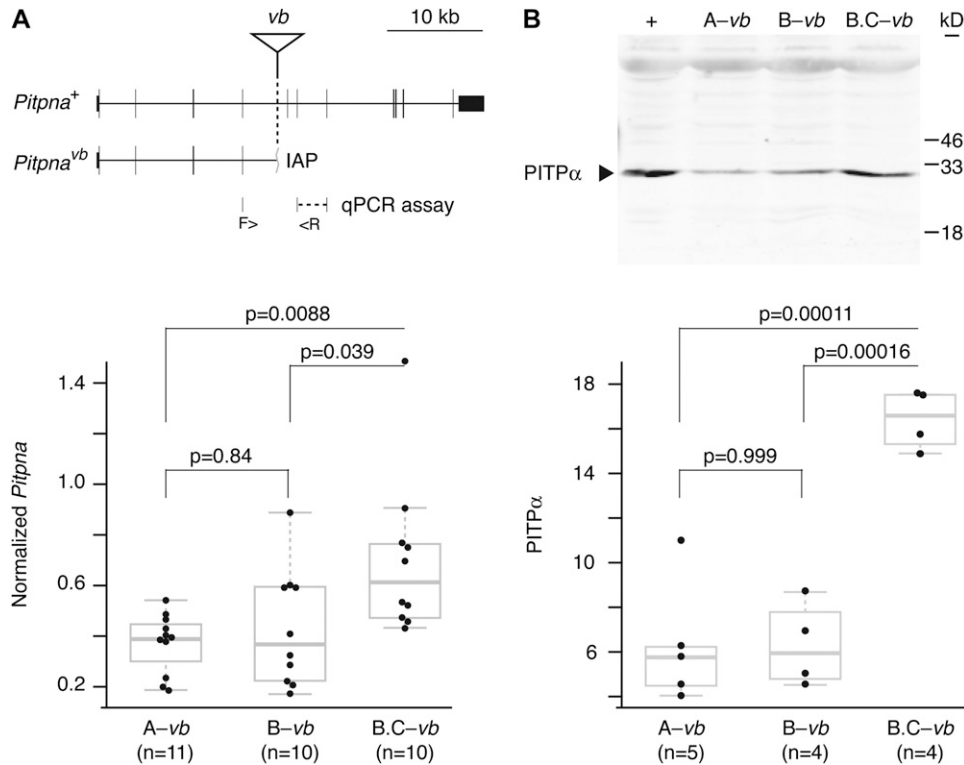 A
vb
10 kb
Pitpna+
Pitpnavb
IAP
qPCR assay
F>
<R
B
+ A–vb B–vb B.C–vb kD
46
33
PITPα
18
p=0.0088
p=0.039
p=0.84
1.4
1.0
0.6
0.2
Normalized Pitpna
A–vb B–vb B.C–vb
(n=11) (n=10) (n=10)
p=0.00011
p=0.00016
p=0.999
18
14
10
6
PITPα
A–vb B–vb B.C–vb
(n=5) (n=4) (n=4)